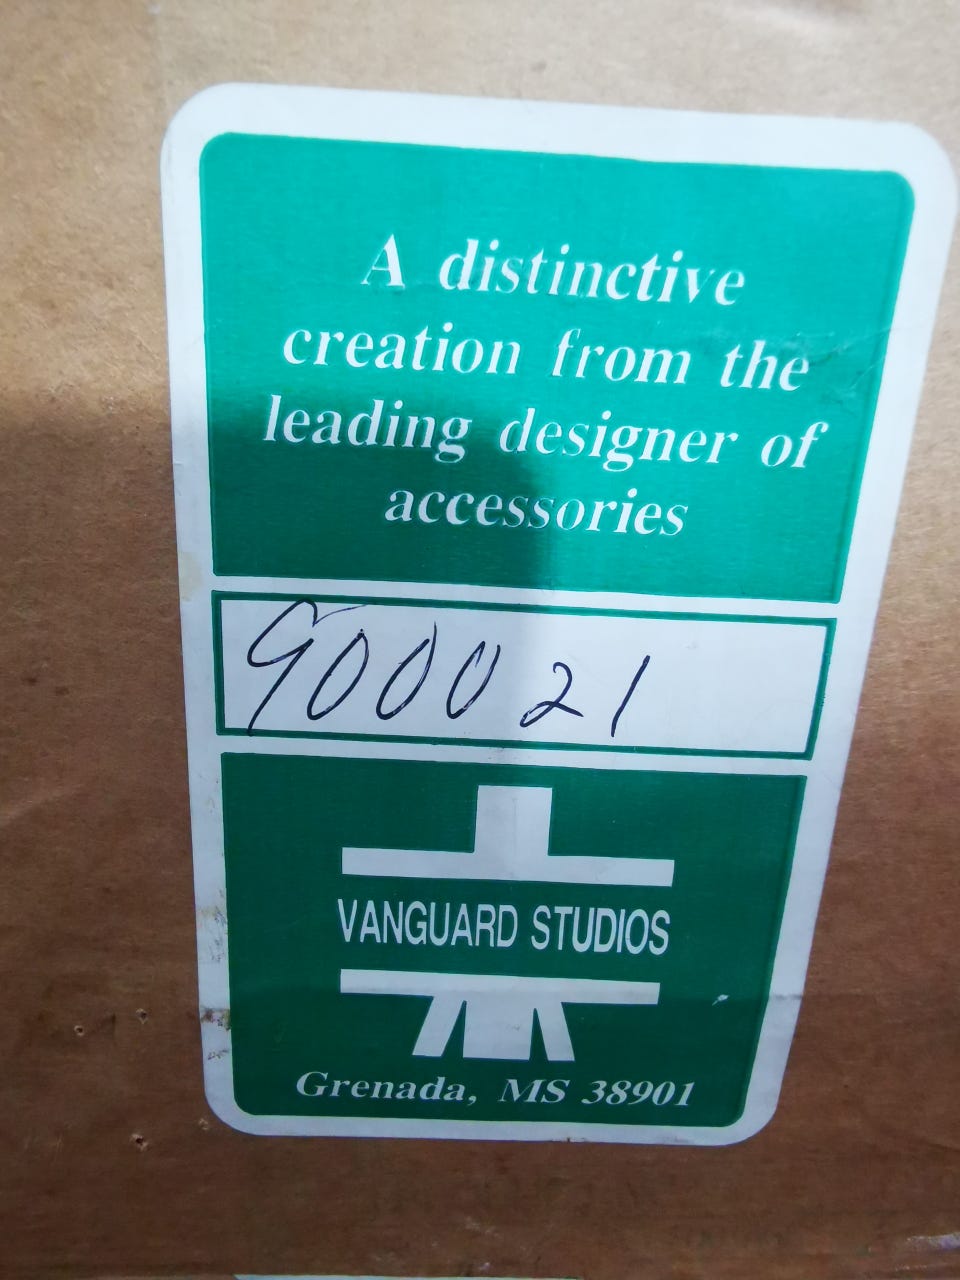 A distinctive
creation from the
leading designer of
accessories
900021
VANGUARD STUDIOS
Grenada, MS 38901